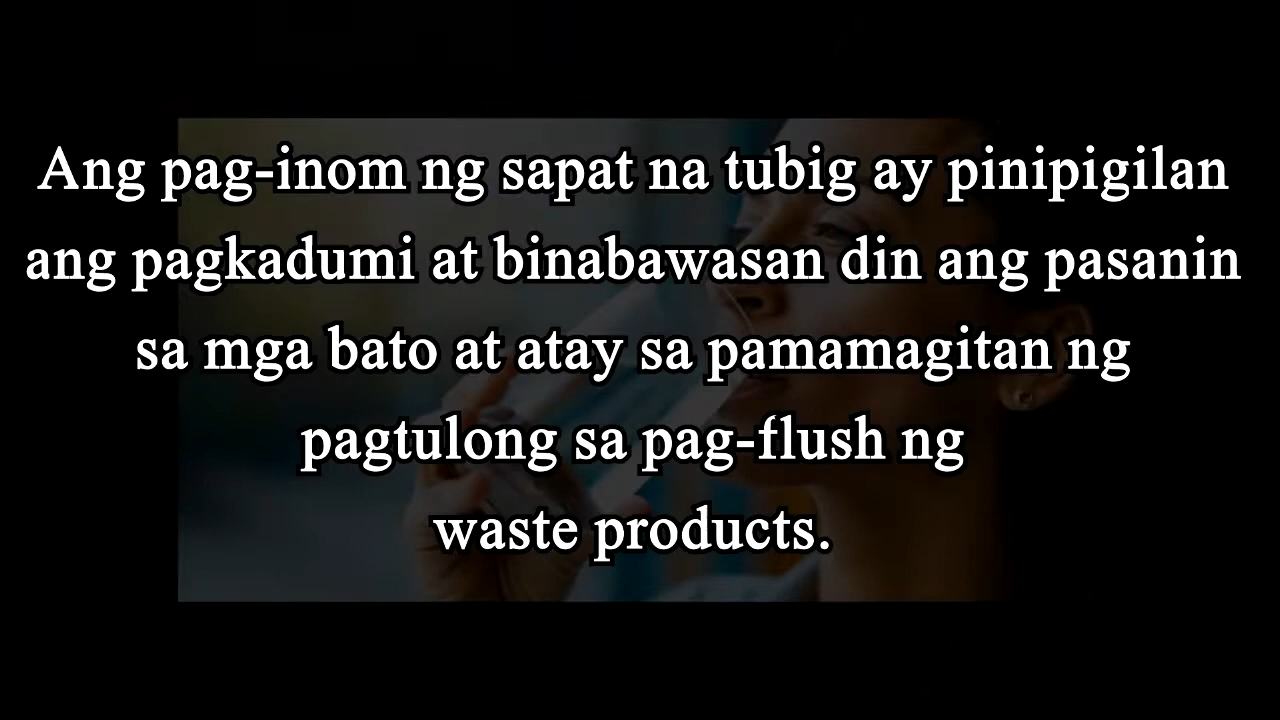 Ang pag-inom ng sapat na tubig ay pinipigilan
ang pagkadumi at binabawasan din ang pasanin
sa mga bato at atay sa pamamagitan ng
pagtulong sa pag-flush ng
waste products.